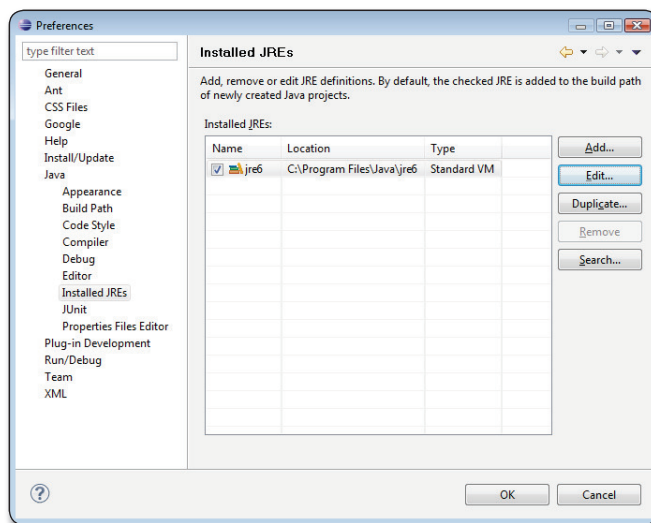 Preferences
type filter text
General
Ant
CSS Files
Google
Help
Install/Update
Java
Appearance
Build Path
Code Style
Compiler
Debug
Editor
Installed JREs
JUnit
Properties Files Editor
Plug-in Development
Run/Debug
Team
XML
Installed JREs
Add, remove or edit JRE definitions. By default, the checked JRE is added to the build path
of newly created Java projects.
Installed JREs:
Name Location Type
jre6 C:\Program Files\Java\jre6 Standard VM
Add...
Edit...
Duplicate...
Remove
Search...
?
OK Cancel